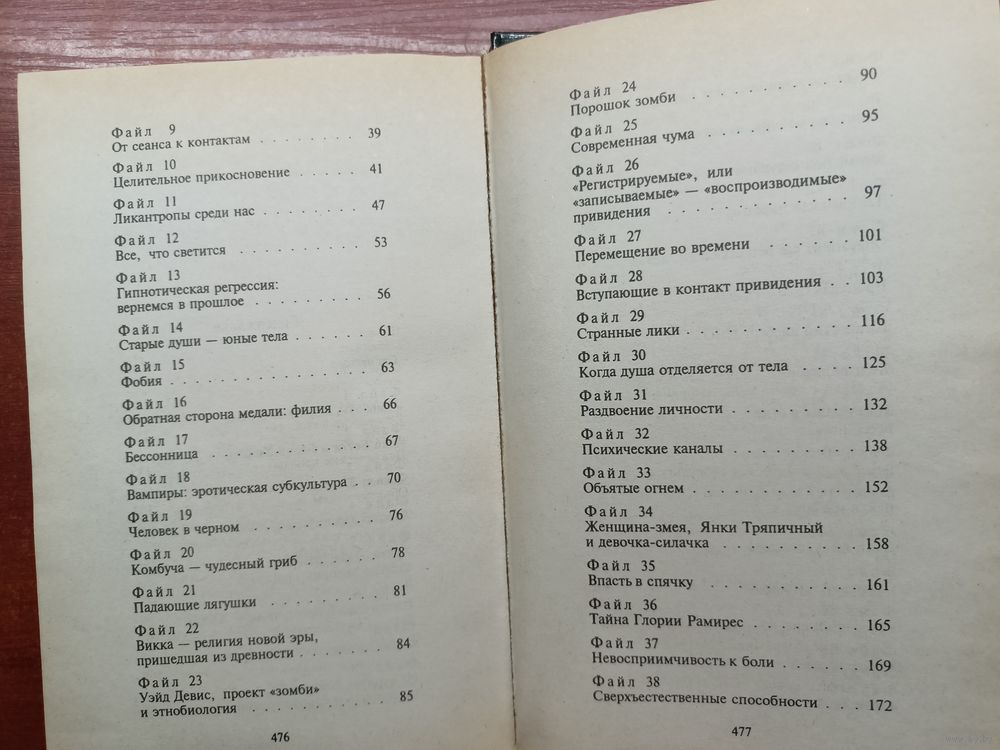 Файл 9
От сеанса к контактам . . . . . . . 39
Файл 10
Целительное прикосновение . . . . . 41
Файл 11
Ликантропы среди нас . . . . . . . 47
Файл 12
Все, что светится . . . . . . . . . 53
Файл 13
Гипнотическая регрессия:
вернемся в прошлое . . . . . . . . 56
Файл 14
Старые души — юные тела . . . . . 61
Файл 15
Фобия . . . . . . . . . . . . . . 63
Файл 16
Обратная сторона медали: филия . . . 66
Файл 17
Бессонница . . . . . . . . . . . 67
Файл 18
Вампиры: эротическая субкультура . . 70
Файл 19
Человек в черном . . . . . . . . . 76
Файл 20
Комбуча — чудесный гриб . . . . . . 78
Файл 21
Падающие лягушки . . . . . . . . 81
Файл 22
Викка — религия новой эры,
пришедшая из древности . . . . . . 84
Файл 23
Уэйд Девис, проект «зомби»
и этнобиология . . . . . . . . . . 85
476
Файл 24
Порошок зомби . . . . . . . . . . 90
Файл 25
Современная чума . . . . . . . . . 95
Файл 26
«Регистрируемые», или
«записываемые» — «воспроизводимые»
привидения . . . . . . . . . . . 97
Файл 27
Перемещение во времени . . . . . . 101
Файл 28
Вступающие в контакт привидения . . 103
Файл 29
Странные лики . . . . . . . . . . 116
Файл 30
Когда душа отделяется от тела . . . . 125
Файл 31
Раздвоение личности . . . . . . . . 132
Файл 32
Психические каналы . . . . . . . . 138
Файл 33
Объятые огнем . . . . . . . . . . 152
Файл 34
Женщина-змея, Янки Тряпичный
и девочка-силачка . . . . . . . . . 158
Файл 35
Впасть в спячку . . . . . . . . . . 161
Файл 36
Тайна Глории Рамирес . . . . . . . 165
Файл 37
Невосприимчивость к боли . . . . . 169
Файл 38
Сверхъестественные способности . . . 172
477